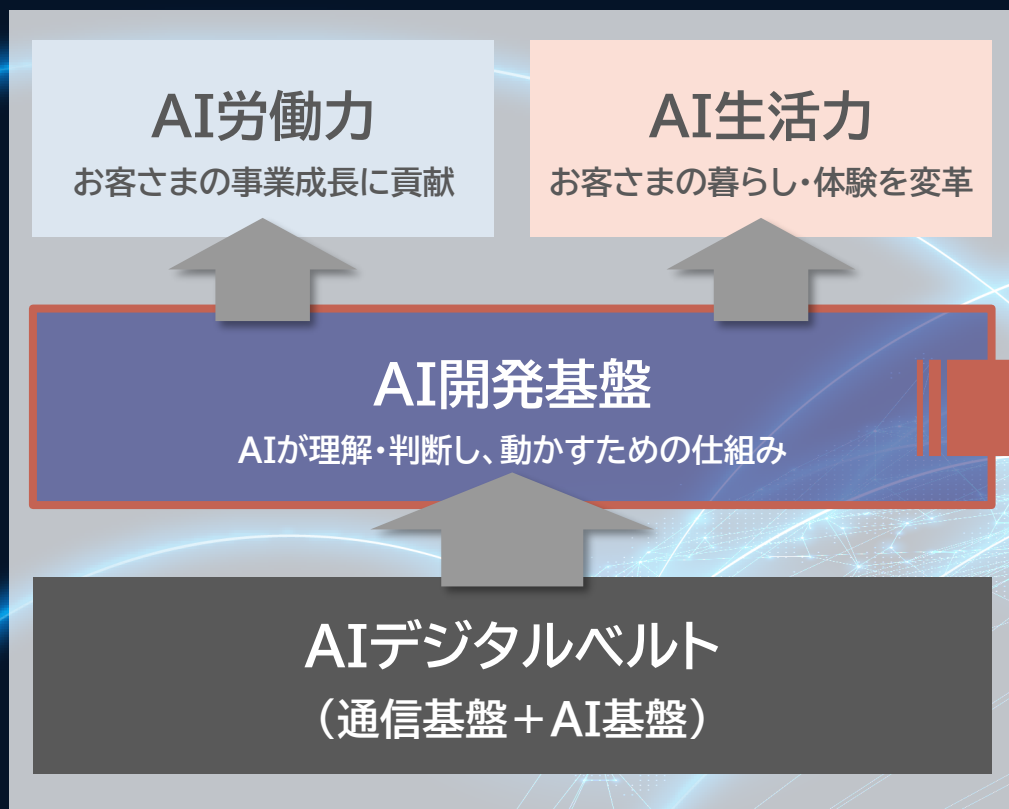 AI労働力
お客さまの事業成長に貢献
AI生活力
お客さまの暮らし・体験を変革
AI開発基盤
AIが理解・判断し、動かすための仕組み
AIデジタルベルト
（通信基盤＋AI基盤）